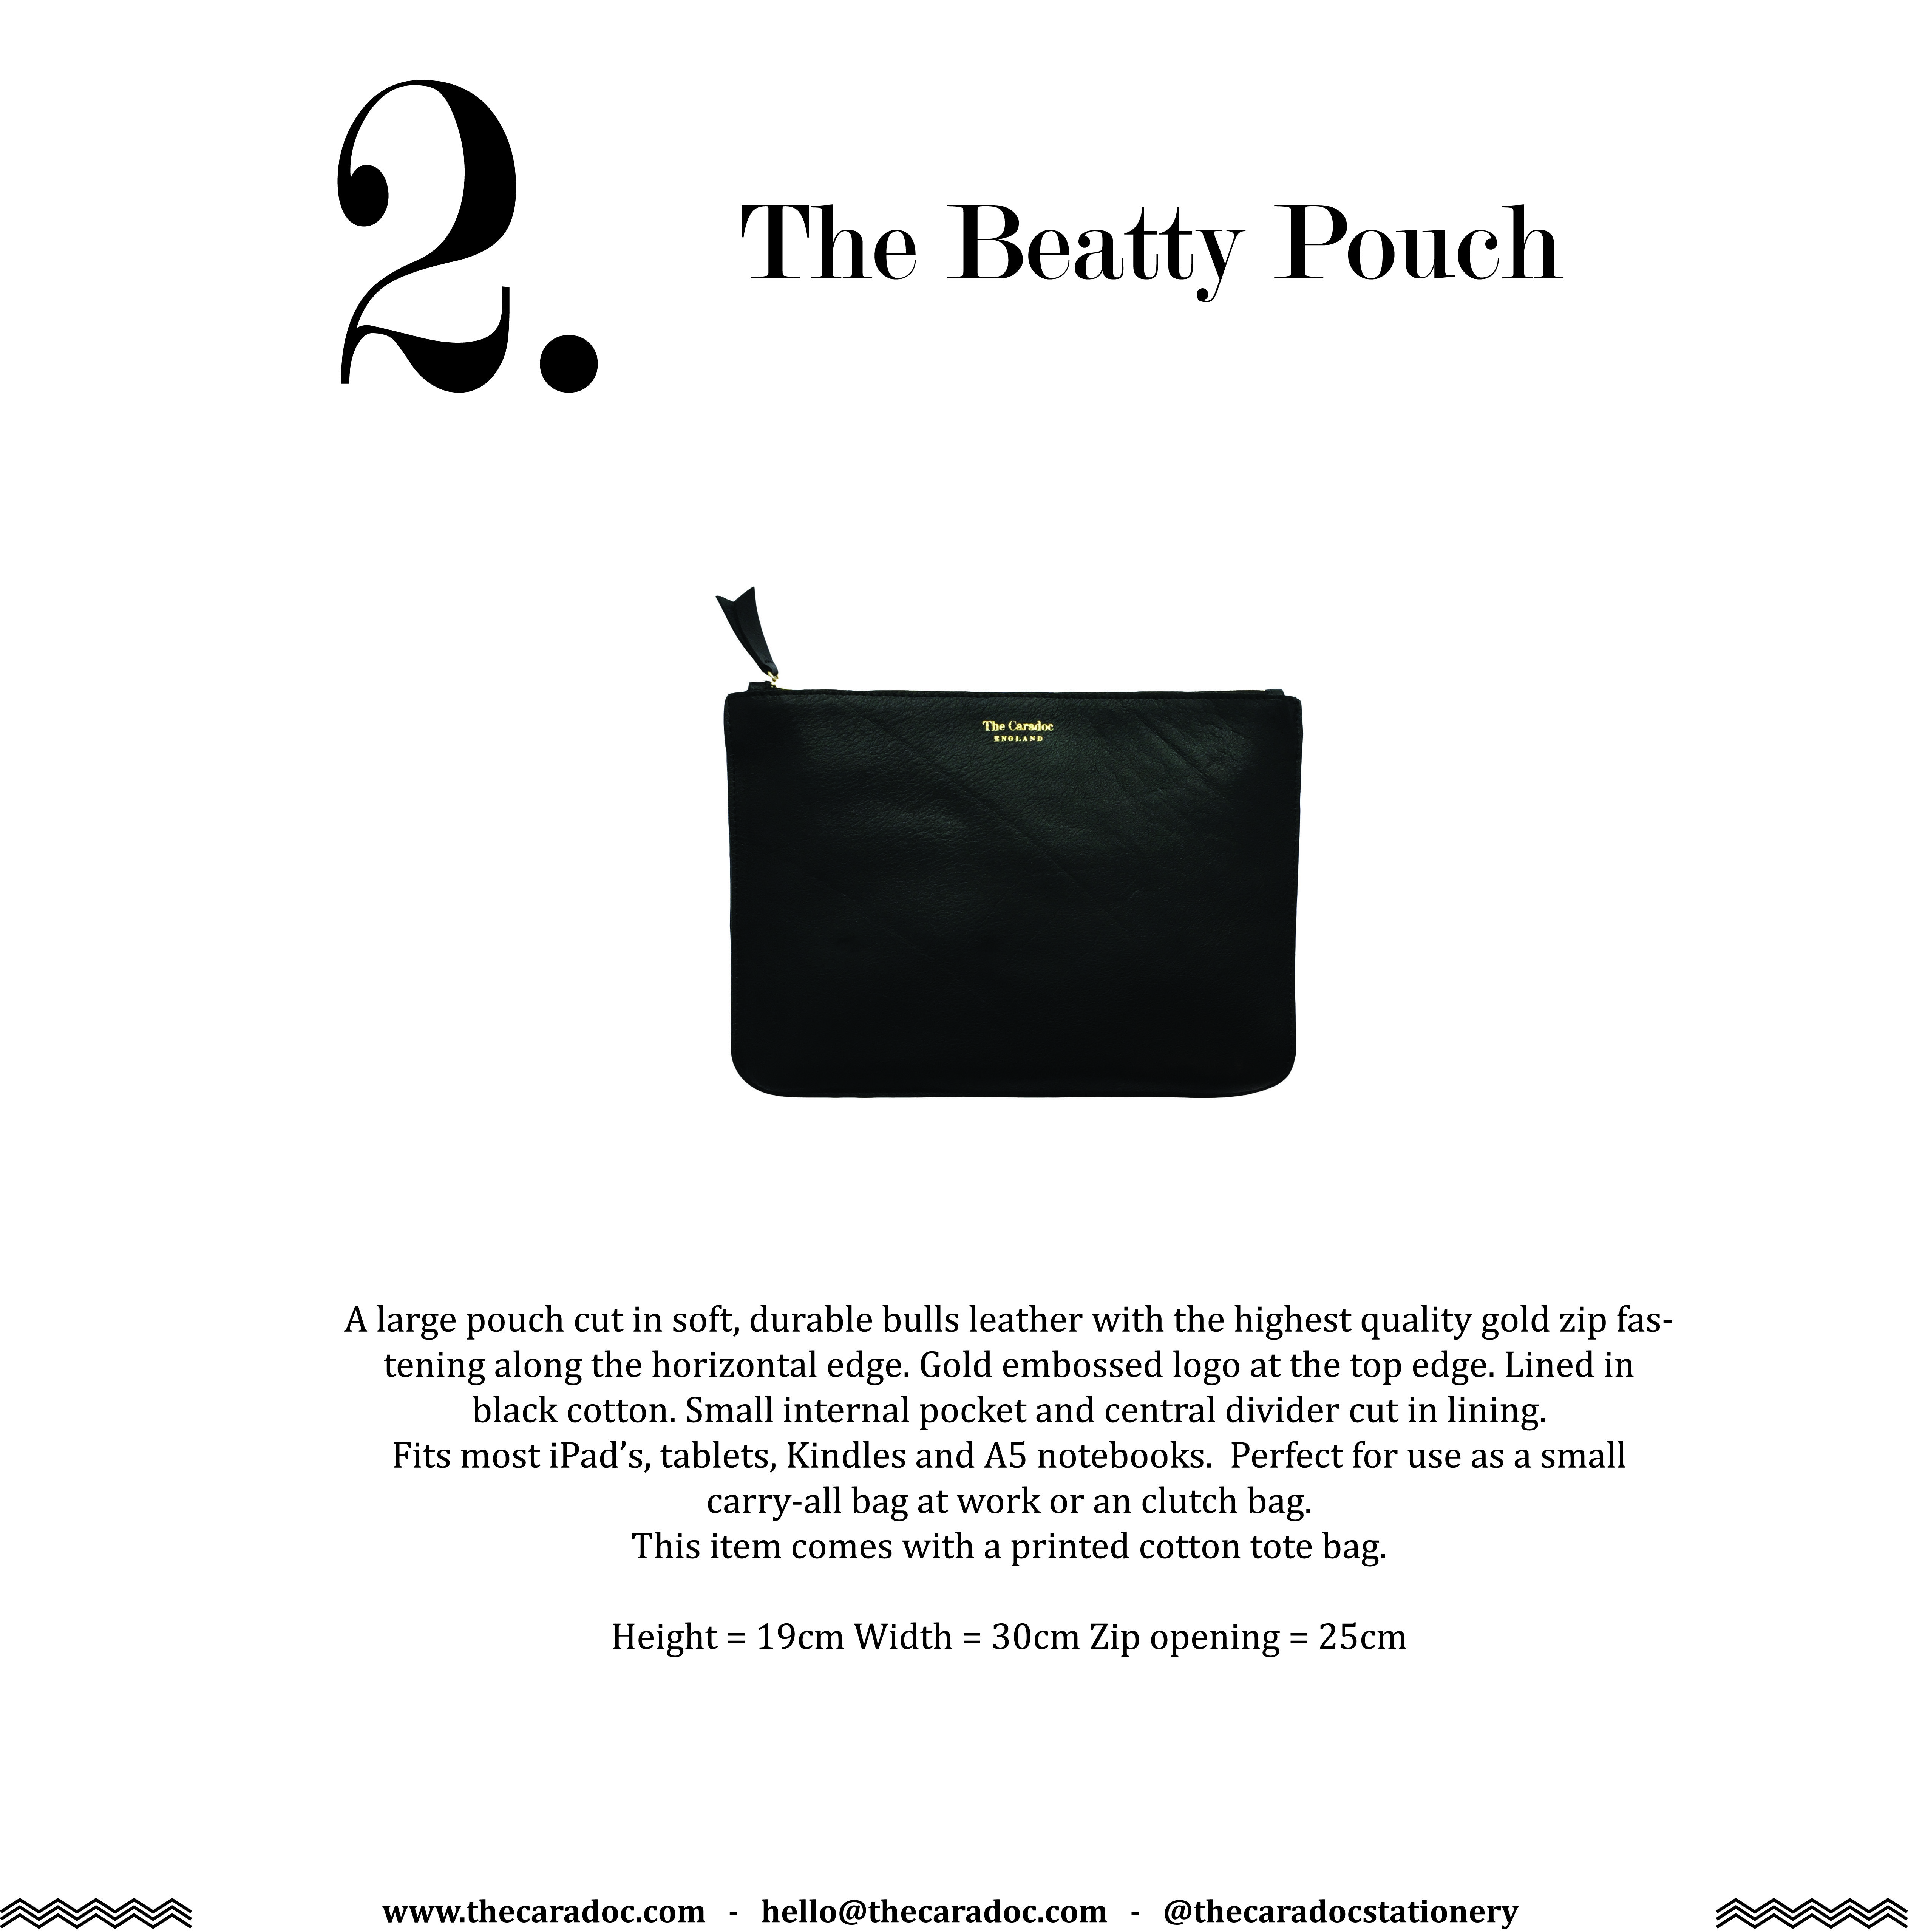 2.
The Beatty Pouch
The Caradoc
ENGLAND
A large pouch cut in soft, durable bulls leather with the highest quality gold zip fas-
tening along the horizontal edge. Gold embossed logo at the top edge. Lined in
black cotton. Small internal pocket and central divider cut in lining.
Fits most iPad’s, tablets, Kindles and A5 notebooks.  Perfect for use as a small
carry-all bag at work or an clutch bag.
This item comes with a printed cotton tote bag.
Height = 19cm Width = 30cm Zip opening = 25cm
www.thecaradoc.com - hello@thecaradoc.com - @thecaradocstationery